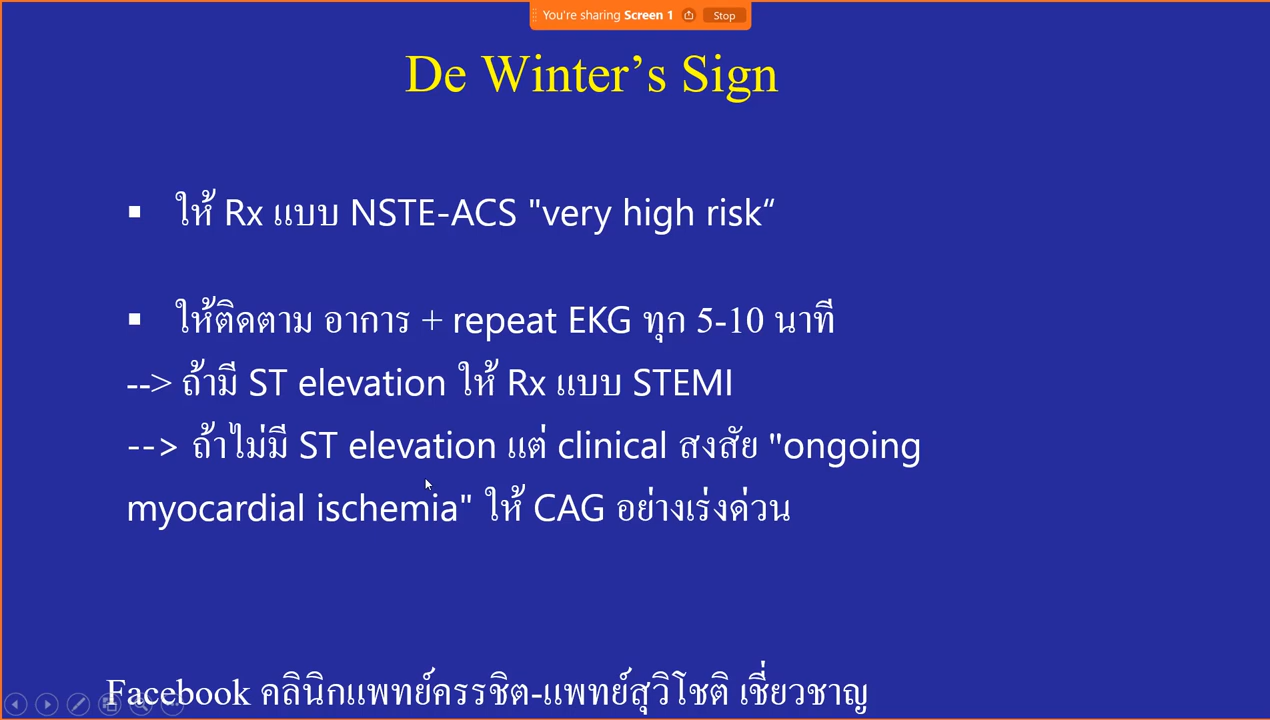 You're sharing Screen 1 Stop
De Winter’s Sign
▪ ให้ Rx แบบ NSTE-ACS "very high risk“
▪ ให้ติดตาม อาการ + repeat EKG ทุก 5-10 นาที
--> ถ้ามี ST elevation ให้ Rx แบบ STEMI
--> ถ้าไม่มี ST elevation แต่ clinical สงสัย "ongoing
myocardial ischemia" ให้ CAG อย่างเร่งด่วน
Facebook คลินิกแพทย์ครรชิต-แพทย์สุวิโชติ เชี่ยวชาญ